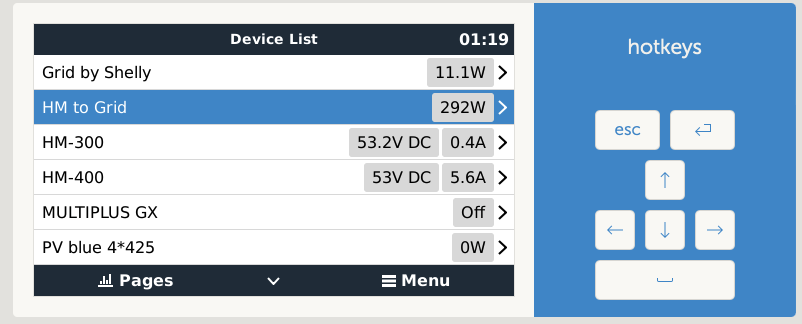 Device List 01:19
Grid by Shelly 11.1W
HM to Grid 292W
HM-300 53.2V DC 0.4A
HM-400 53V DC 5.6A
MULTIPLUS GX Off
PV blue 4*425 0W
Pages Menu
hotkeys
esc